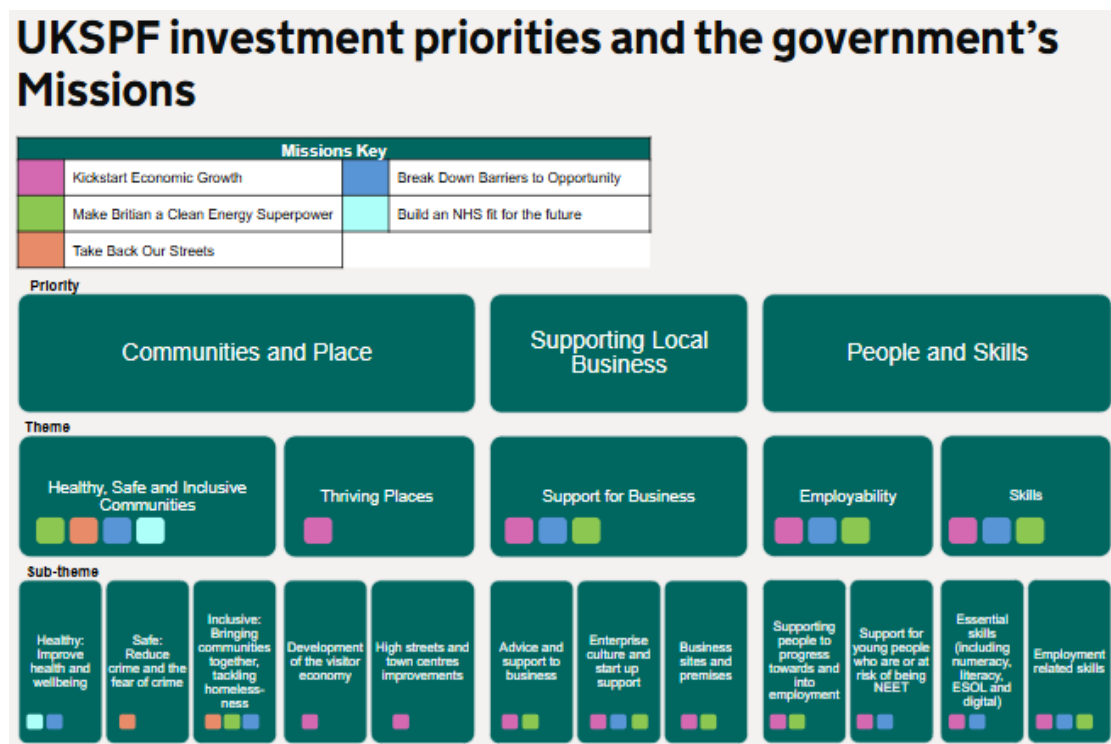 UKSPF investment priorities and the government's
Missions
Missions Key
Kickstart Economic Growth
Break Down Barriers to Opportunity
Make Britian a Clean Energy Superpower
Build an NHS fit for the future
Take Back Our Streets
Priority
Communities and Place
Supporting Local
Business
People and Skills
Theme
Healthy, Safe and Inclusive
Communities
Thriving Places
Support for Business
Employability
Skills
Sub-theme
Healthy:
Improve
health and
wellbeing
Safe:
Reduce
crime and the
fear of crime
Inclusive:
Bringing
communities
together,
tackling
homeless-
ness
Development
of the visitor
economy
High streets and
town centres
improvements
Advice and
support to
business
Enterprise
culture and
start up
support
Business
sites and
premises
Supporting
people to
progress
towards and
into
employment
Support for
young people
who are or at
risk of being
NEET
Essential
skills
(including
numeracy,
literacy,
ESOL and
digital)
Employment
related skills